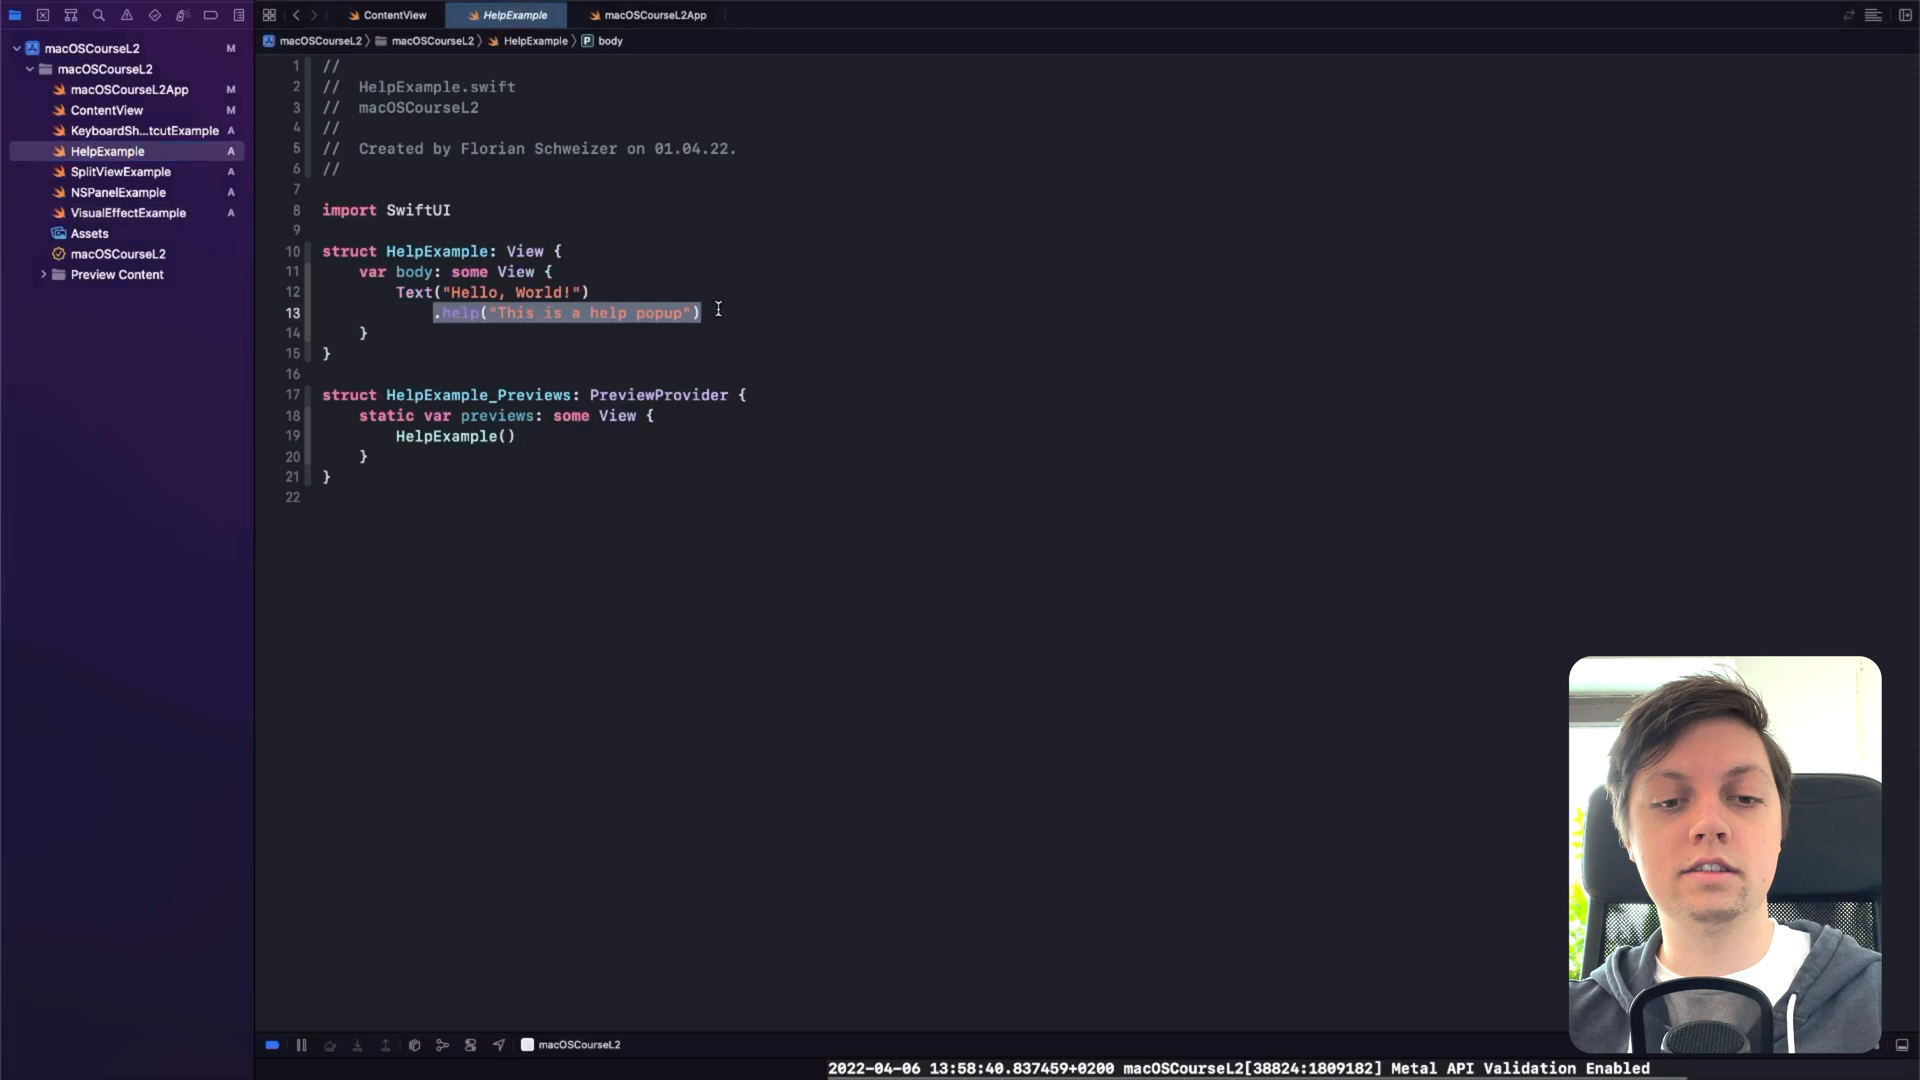 ContentView
HelpExample
macOSCourseL2App
macOSCourseL2 M
macOSCourseL2
macOSCourseL2App M
ContentView M
KeyboardSh...tcutExample A
HelpExample A
SplitViewExample A
NSPanelExample A
VisualEffectExample A
Assets
macOSCourseL2
Preview Content
macOSCourseL2 〉 macOSCourseL2 〉 HelpExample 〉 P body
1 //
2 //  HelpExample.swift
3 //  macOSCourseL2
4 //
5 //  Created by Florian Schweizer on 01.04.22.
6 //
7
8 import SwiftUI
9
10 struct HelpExample: View {
11     var body: some View {
12         Text("Hello, World!")
13             .help("This is a help popup")
14     }
15 }
16
17 struct HelpExample_Previews: PreviewProvider {
18     static var previews: some View {
19         HelpExample()
20     }
21 }
22
macOSCourseL2
2022-04-06 13:58:40.837459+0200 macOSCourseL2[38824:1809182] Metal API Validation Enabled